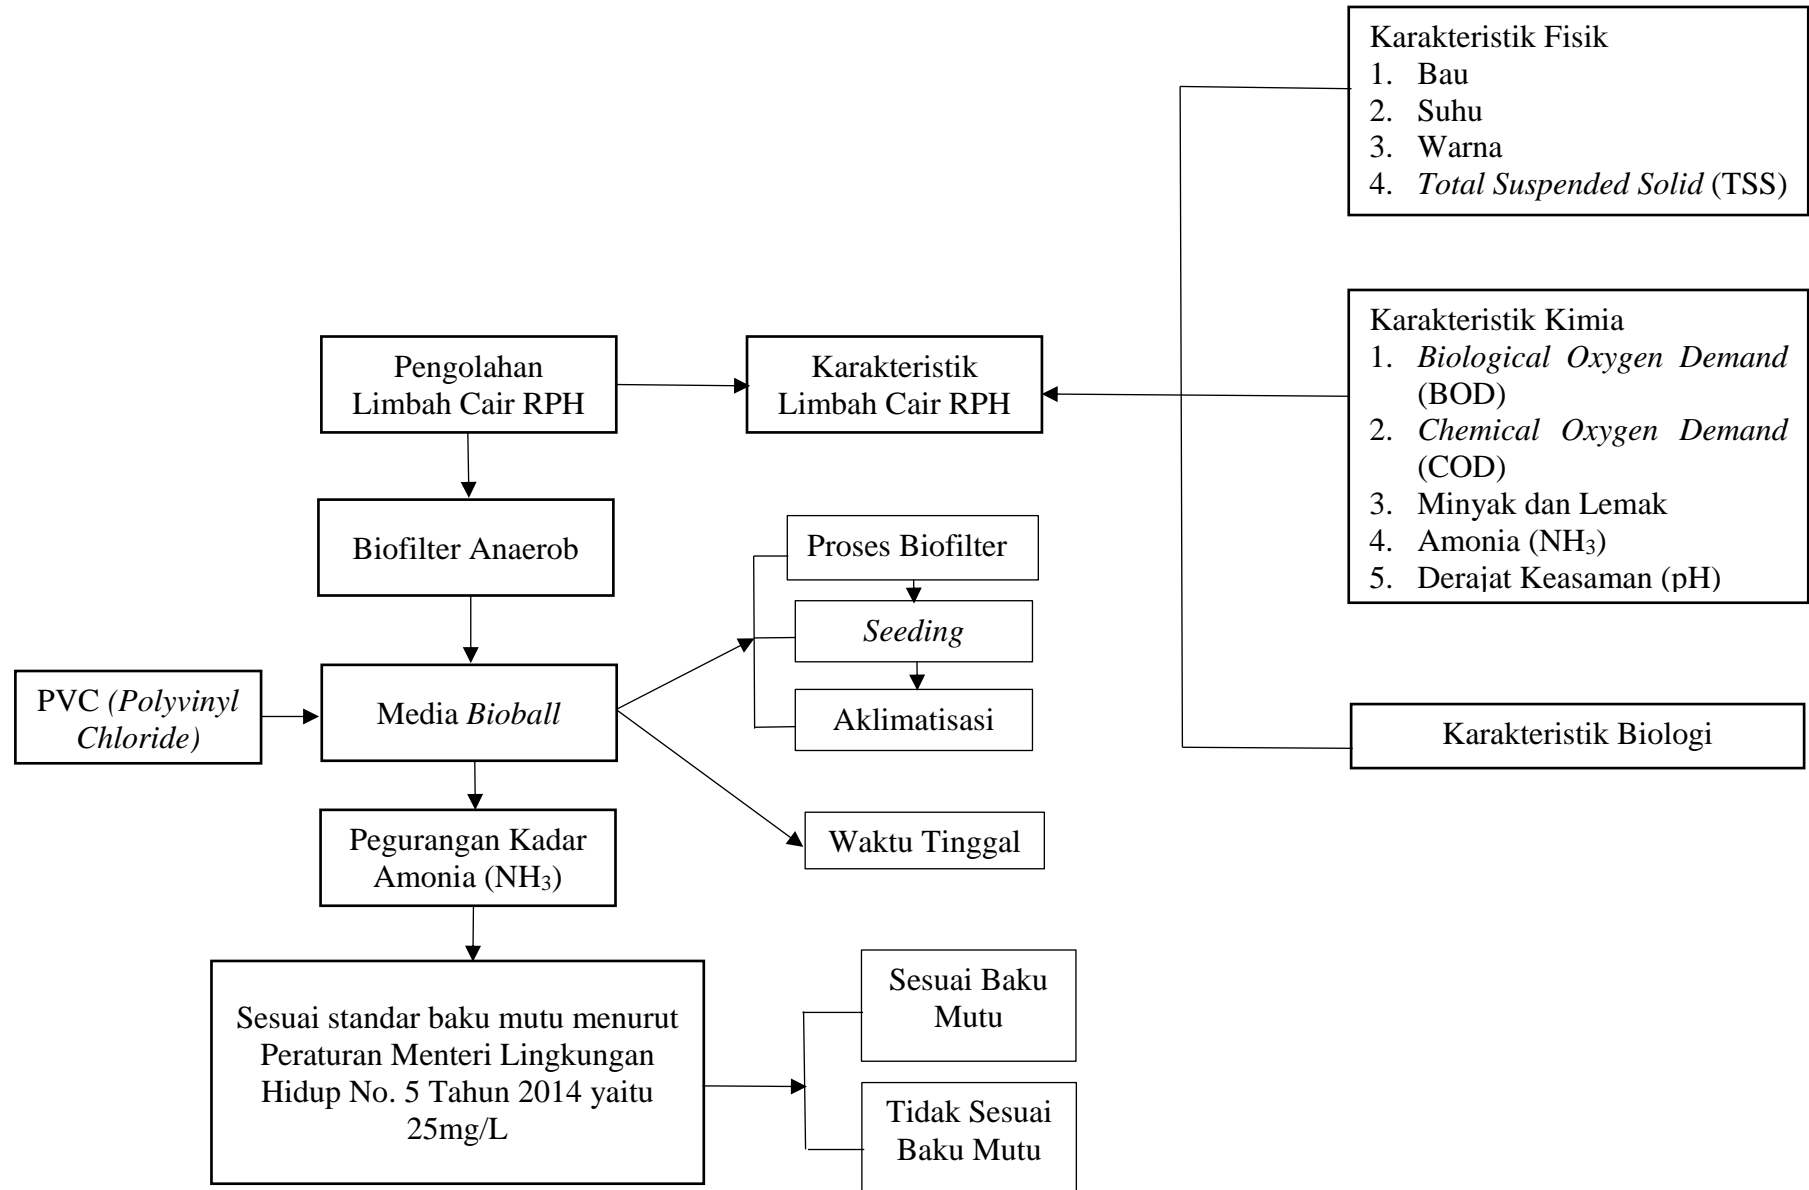 Karakteristik Fisik
1. Bau
2. Suhu
3. Warna
4. Total Suspended Solid (TSS)
Karakteristik Kimia
1. Biological Oxygen Demand
(BOD)
2. Chemical Oxygen Demand
(COD)
3. Minyak dan Lemak
4. Amonia (NH₃)
5. Derajat Keasaman (pH)
Pengolahan
Limbah Cair RPH
Karakteristik
Limbah Cair RPH
Biofilter Anaerob
Proses Biofilter
Seeding
Aklimatisasi
PVC (Polyvinyl
Chloride)
Media Bioball
Karakteristik Biologi
Pegurangan Kadar
Amonia (NH₃)
Waktu Tinggal
Sesuai standar baku mutu menurut
Peraturan Menteri Lingkungan
Hidup No. 5 Tahun 2014 yaitu
25mg/L
Sesuai Baku
Mutu
Tidak Sesuai
Baku Mutu